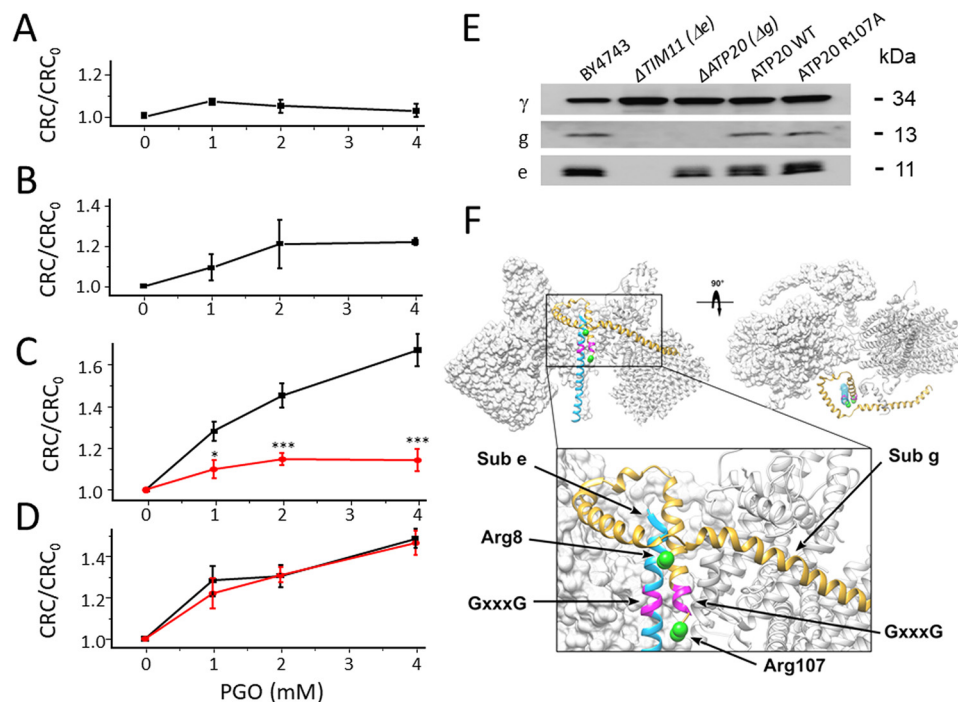 A
CRC/CRC0
1.2
1.0
0 1 2 3 4
B
CRC/CRC0
1.4
1.2
1.0
0 1 2 3 4
C
CRC/CRC0
1.6
1.4
1.2
1.0
* *** ***
0 1 2 3 4
D
CRC/CRC0
1.4
1.2
1.0
0 1 2 3 4
PGO (mM)
E
BY4743 ΔTIM11 (Δe) ΔATP20 (Δg) ATP20 WT ATP20 R107A kDa
γ - 34
g - 13
e - 11
F
90°
Sub e
Sub g
Arg8
GxxxG
GxxxG
Arg107